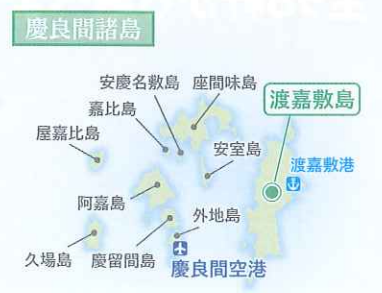 慶良間諸島
安慶名敷島
座間味島
嘉比島
渡嘉敷島
屋嘉比島
安室島
渡嘉敷港
阿嘉島
外地島
久場島
慶留間島
慶良間空港